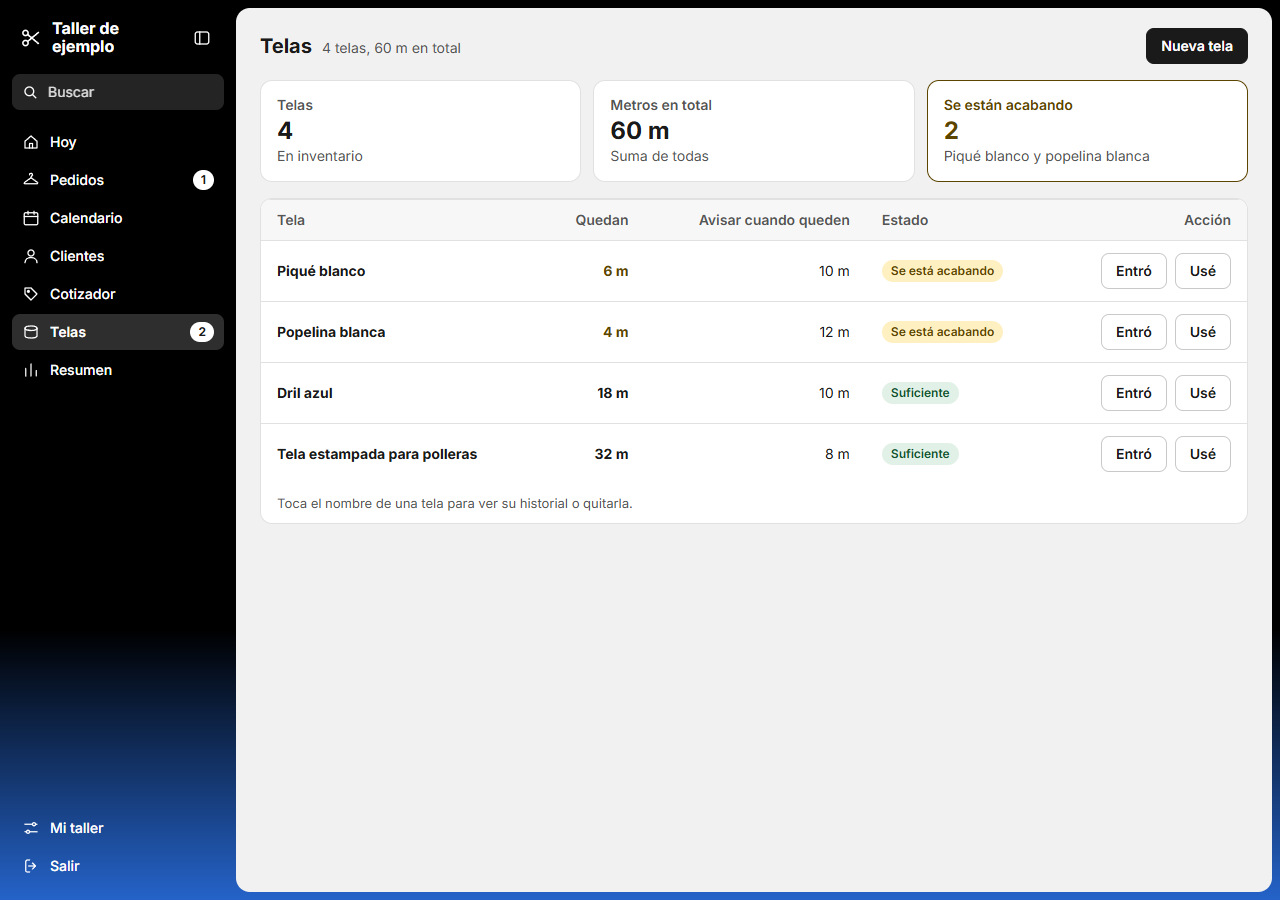 Taller de
ejemplo
Buscar
Hoy
Pedidos 1
Calendario
Clientes
Cotizador
Telas 2
Resumen
Mi taller
Salir
Telas 4 telas, 60 m en total
Nueva tela
Telas
4
En inventario
Metros en total
60 m
Suma de todas
Se están acabando
2
Piqué blanco y popelina blanca
Tela Quedan Avisar cuando queden Estado Acción
Piqué blanco 6 m 10 m Se está acabando Entró Usé
Popelina blanca 4 m 12 m Se está acabando Entró Usé
Dril azul 18 m 10 m Suficiente Entró Usé
Tela estampada para polleras 32 m 8 m Suficiente Entró Usé
Toca el nombre de una tela para ver su historial o quitarla.